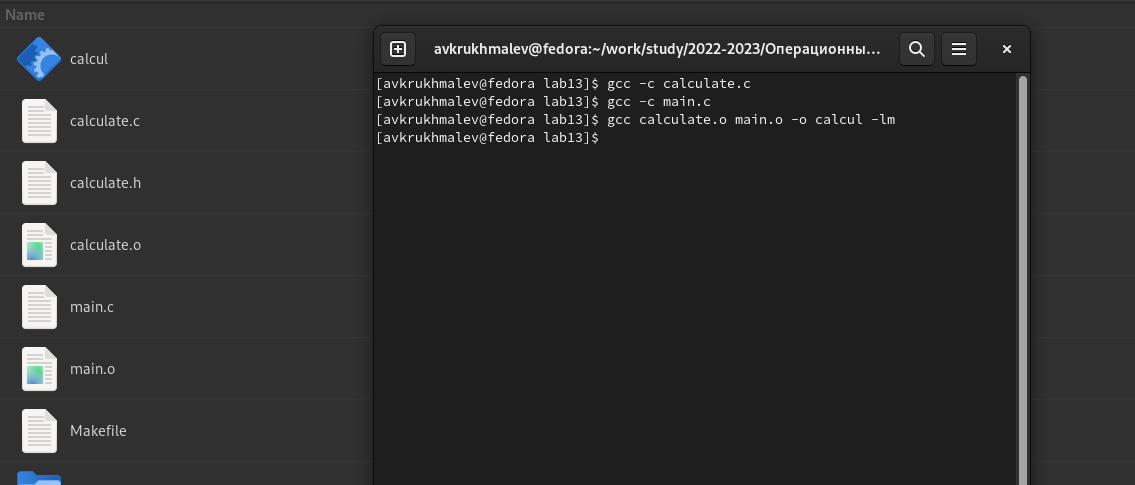 Name
calcul
calculate.c
calculate.h
calculate.o
main.c
main.o
Makefile
avkrukhmalev@fedora:~/work/study/2022-2023/Операционны...
[avkrukhmalev@fedora lab13]$ gcc -c calculate.c
[avkrukhmalev@fedora lab13]$ gcc -c main.c
[avkrukhmalev@fedora lab13]$ gcc calculate.o main.o -o calcul -lm
[avkrukhmalev@fedora lab13]$